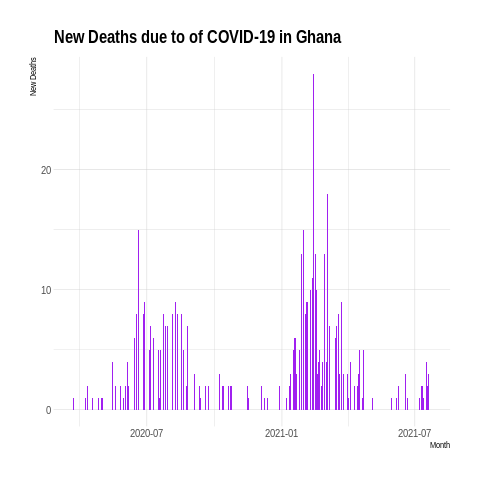 New Deaths due to of COVID-19 in Ghana
New Deaths
20
10
0
2020-07
2021-01
2021-07
Month